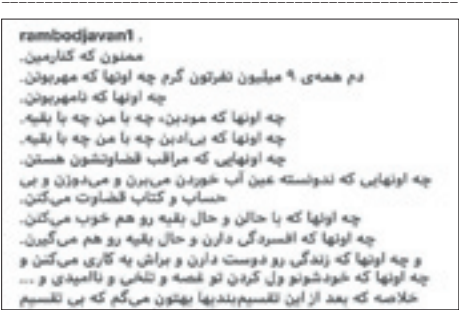 rambodjavan1 .
ممنون که کنارمین.
دم همه‌ی ۹ میلیون نفرتون گرم چه اونها که مهربونن.
چه اونها که نامهربونن.
چه اونها که مودبن، چه با من چه با بقیه.
چه اونها که بی‌ادبن چه با من چه با بقیه.
چه اونهایی که مراقب قضاوتشون هستن.
چه اونهایی که ندونسته عین آب خوردن می‌برن و می‌دوزن و بی
حساب و کتاب قضاوت می‌کنن.
چه اونها که با حالن و حال بقیه رو هم خوب می‌کنن.
چه اونها که افسردگی دارن و حال بقیه رو هم می‌گیرن.
و چه اونها که زندگی رو دوست دارن و براش یه کاری می‌کنن و
چه اونها که خودشونو ول کردن تو غصه و تلخی و ناامیدی و ...
خلاصه که بعد از این تقسیم‌بندیها بهتون می‌گم که بی تقسیم